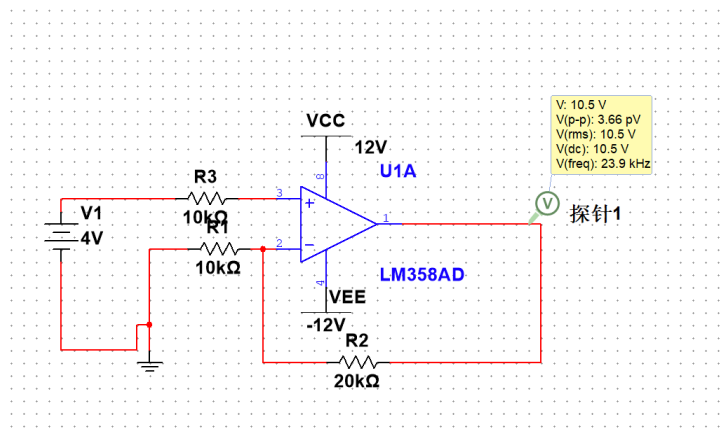 V: 10.5 V
V(p-p): 3.66 pV
V(rms): 10.5 V
V(dc): 10.5 V
V(freq): 23.9 kHz
VCC
12V
U1A
R3
8
3
V
V1
10kΩ
1
探针1
R1
4V
2
10kΩ
LM358AD
4
VEE
-12V
R2
20kΩ